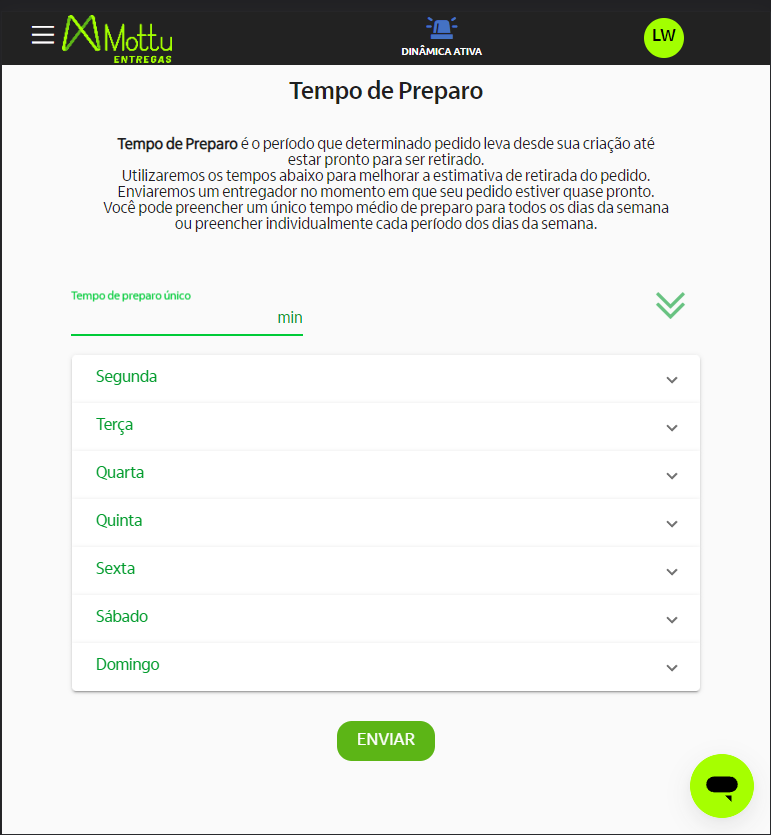 Mottu
ENTREGAS
DINÂMICA ATIVA
LW
Tempo de Preparo
Tempo de Preparo é o período que determinado pedido leva desde sua criação até
estar pronto para ser retirado.
Utilizaremos os tempos abaixo para melhorar a estimativa de retirada do pedido.
Enviaremos um entregador no momento em que seu pedido estiver quase pronto.
Você pode preencher um único tempo médio de preparo para todos os dias da semana
ou preencher individualmente cada período dos dias da semana.
Tempo de preparo único
min
Segunda
Terça
Quarta
Quinta
Sexta
Sábado
Domingo
ENVIAR